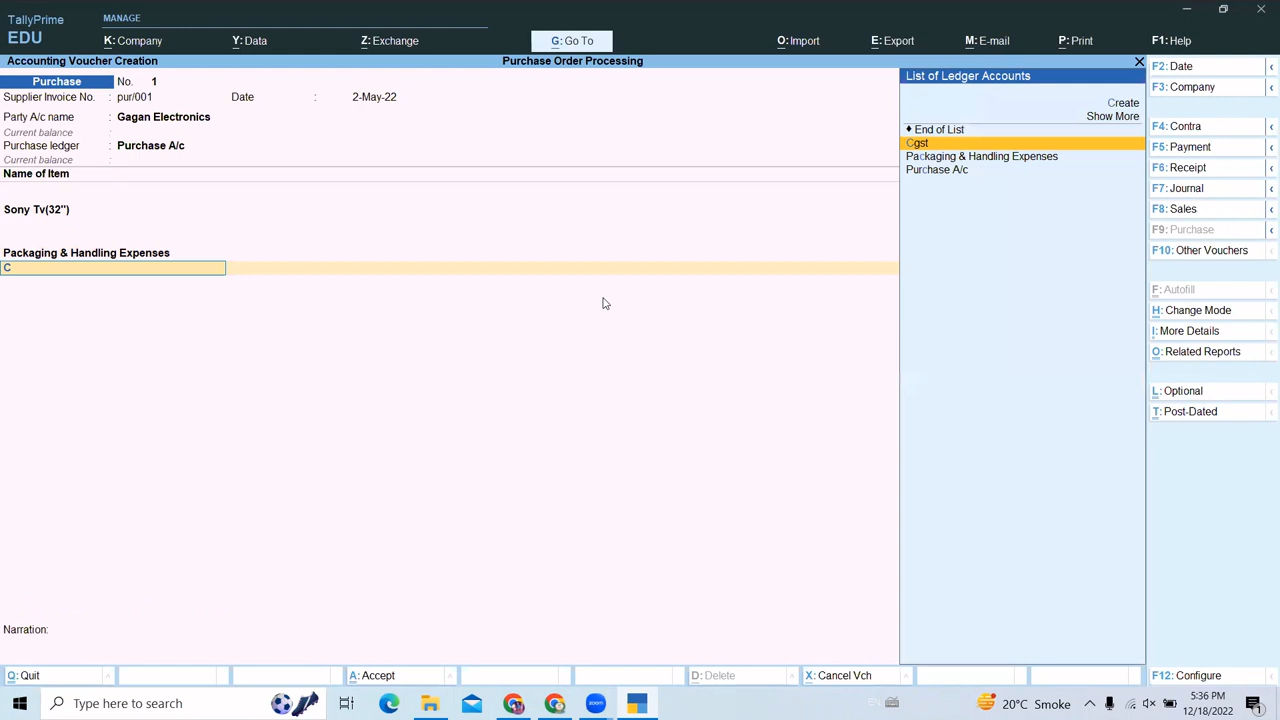 TallyPrime
EDU
MANAGE
K: Company
Y: Data
Z: Exchange
G: Go To
O: Import
E: Export
M: E-mail
P: Print
F1: Help
Accounting Voucher Creation
Purchase Order Processing
Purchase No. 1
Supplier Invoice No. : pur/001 Date : 2-May-22
Party A/c name : Gagan Electronics
Current balance :
Purchase ledger : Purchase A/c
Current balance :
Name of Item
Sony Tv(32")
Packaging & Handling Expenses
C
Narration:
List of Ledger Accounts
Create
Show More
♦ End of List
Cgst
Packaging & Handling Expenses
Purchase A/c
F2: Date
F3: Company
F4: Contra
F5: Payment
F6: Receipt
F7: Journal
F8: Sales
F9: Purchase
F10: Other Vouchers
F: Autofill
H: Change Mode
I: More Details
O: Related Reports
L: Optional
T: Post-Dated
Q: Quit
A: Accept
D: Delete
X: Cancel Vch
F12: Configure
Type here to search
zoom
20°C Smoke
EN
5:36 PM
12/18/2022
1